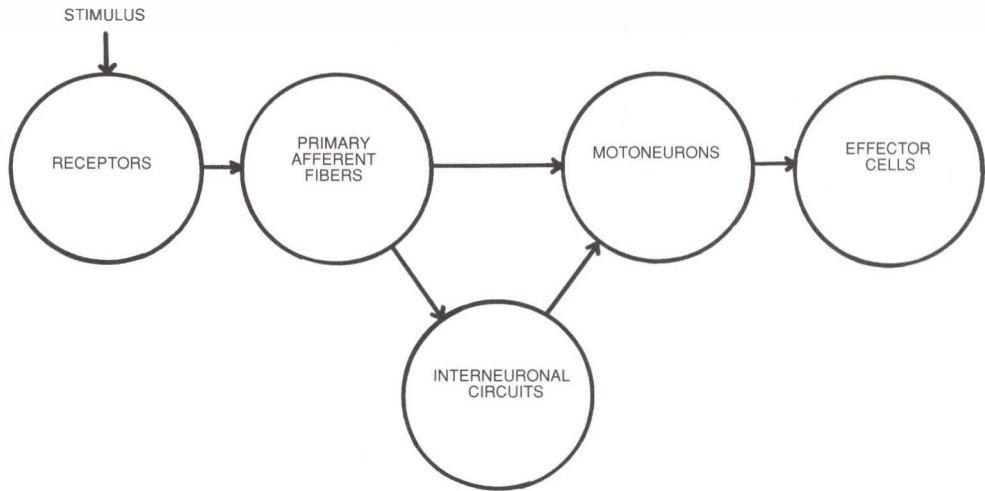 STIMULUS
RECEPTORS
PRIMARY
AFFERENT
FIBERS
MOTONEURONS
EFFECTOR
CELLS
INTERNEURONAL
CIRCUITS